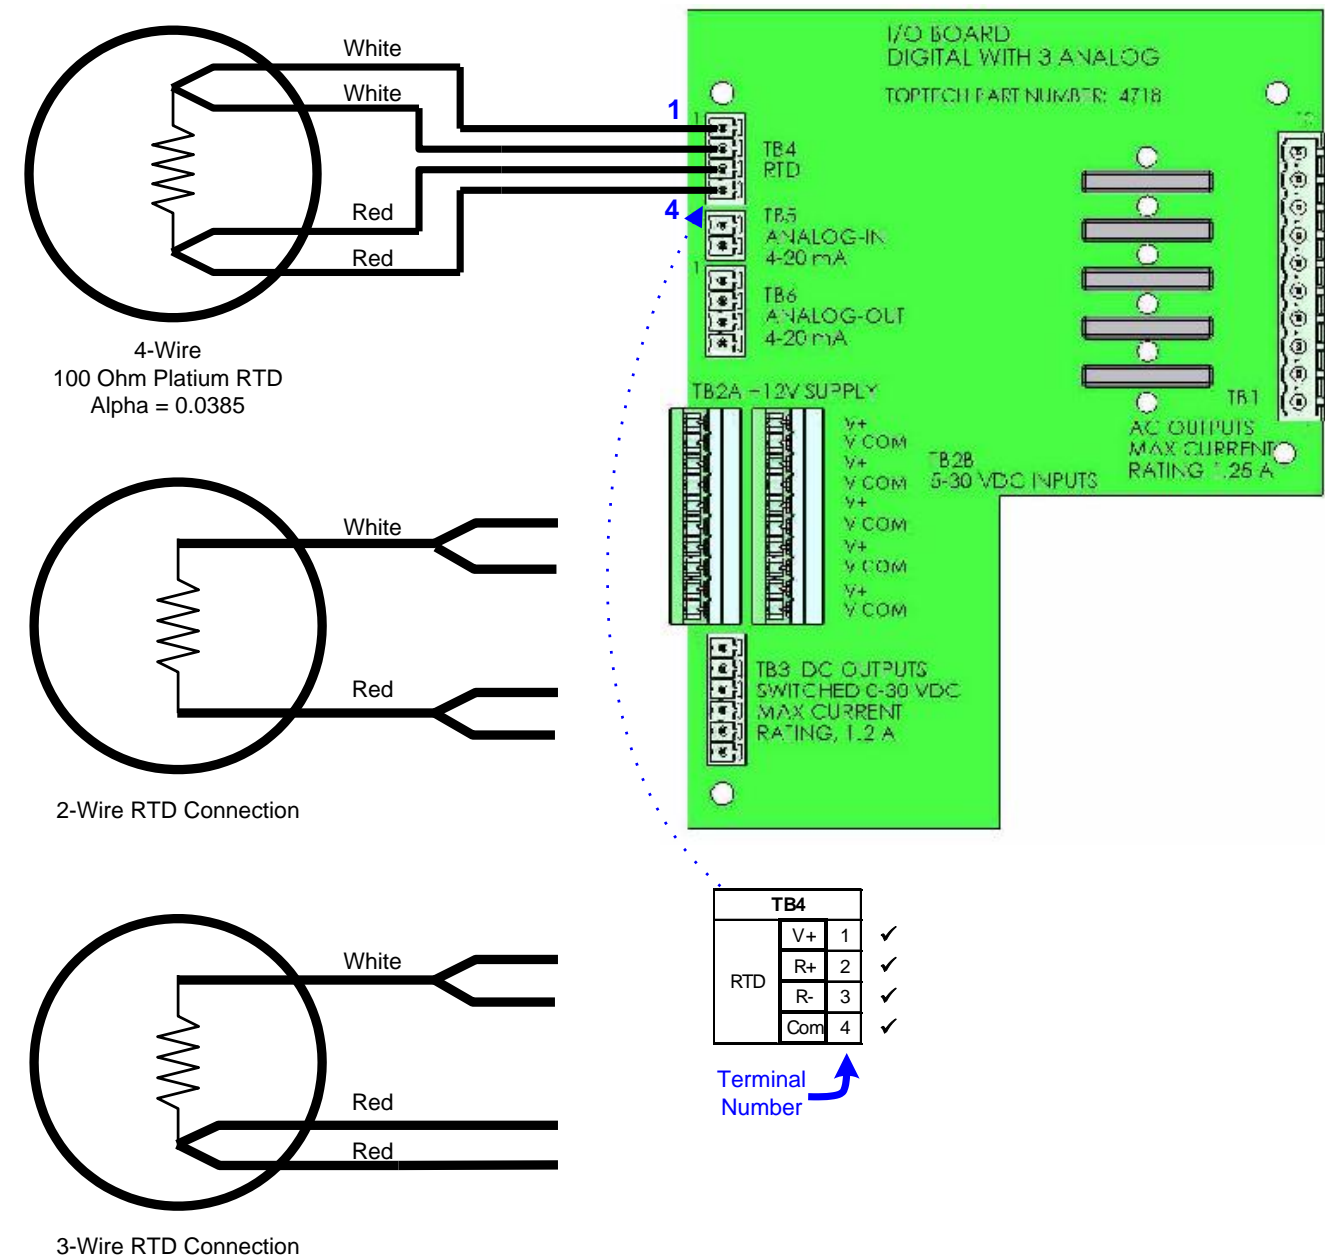 White
White
Red
Red
4-Wire
100 Ohm Platium RTD
Alpha = 0.0385
White
Red
2-Wire RTD Connection
White
Red
Red
3-Wire RTD Connection
I/O BOARD
DIGITAL WITH 3 ANALOG
TOPTECH PART NUMBER: 4718
1
1
TB4
RTD
4
TB5
ANALOG-IN
4-20 mA
1
TB6
ANALOG-OUT
4-20 mA
TB2A -12V SUPPLY
V+
V COM
V+
V COM
V+
V COM
V+
V COM
V+
V COM
TB2B
5-30 VDC INPUTS
TB1
AC OUTPUTS
MAX CURRENT
RATING 1.25 A
TB3 DC OUTPUTS
SWITCHED 0-30 VDC
MAX CURRENT
RATING, 1.2 A
TB4
RTD
V+ 1 ✓
R+ 2 ✓
R- 3 ✓
Com 4 ✓
Terminal
Number